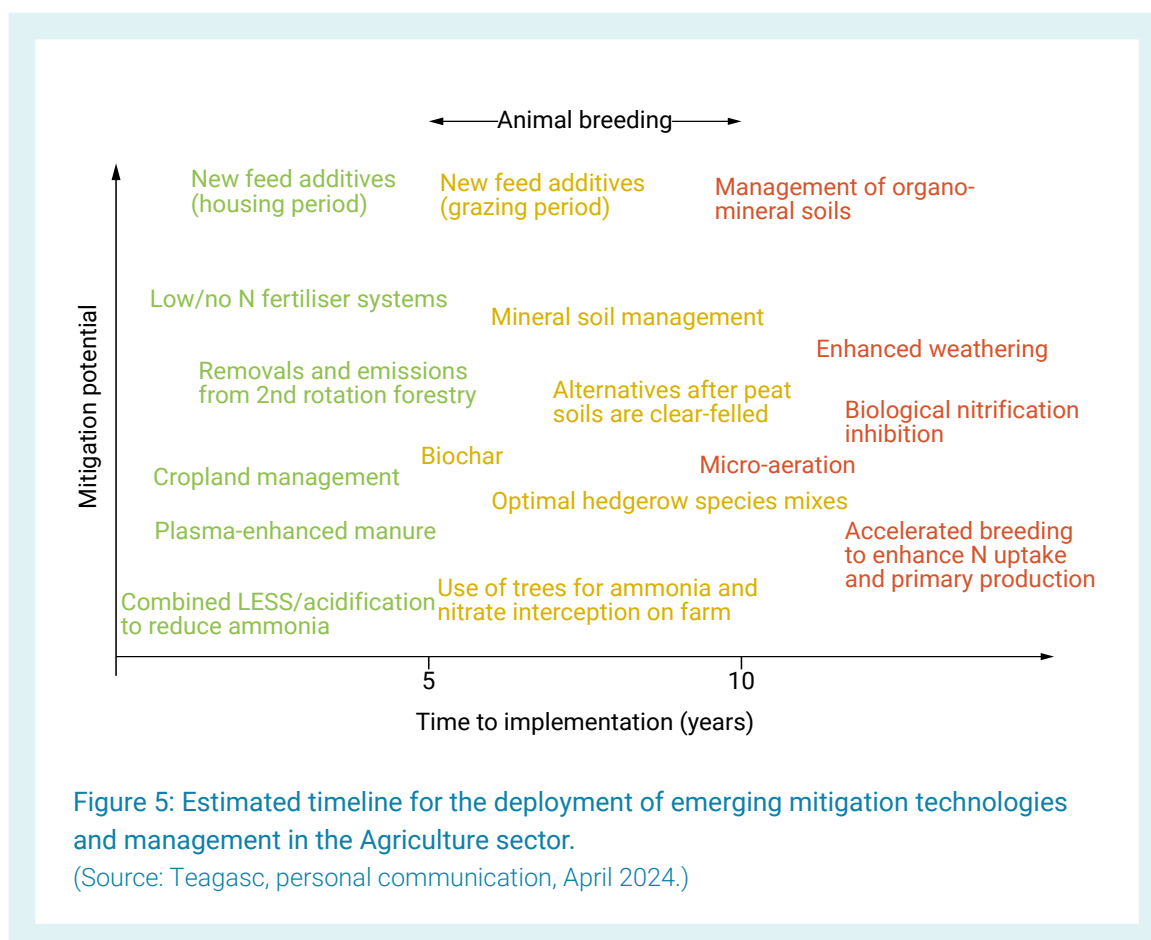 Animal breeding
New feed additives
(housing period)
New feed additives
(grazing period)
Management of organo-
mineral soils
Low/no N fertiliser systems
Mineral soil management
Enhanced weathering
Removals and emissions
from 2nd rotation forestry
Alternatives after peat
soils are clear-felled
Biological nitrification
inhibition
Biochar
Micro-aeration
Cropland management
Optimal hedgerow species mixes
Plasma-enhanced manure
Accelerated breeding
to enhance N uptake
and primary production
Combined LESS/acidification
to reduce ammonia
Use of trees for ammonia and
nitrate interception on farm
Mitigation potential
5
10
Time to implementation (years)
Figure 5: Estimated timeline for the deployment of emerging mitigation technologies
and management in the Agriculture sector.
(Source: Teagasc, personal communication, April 2024.)